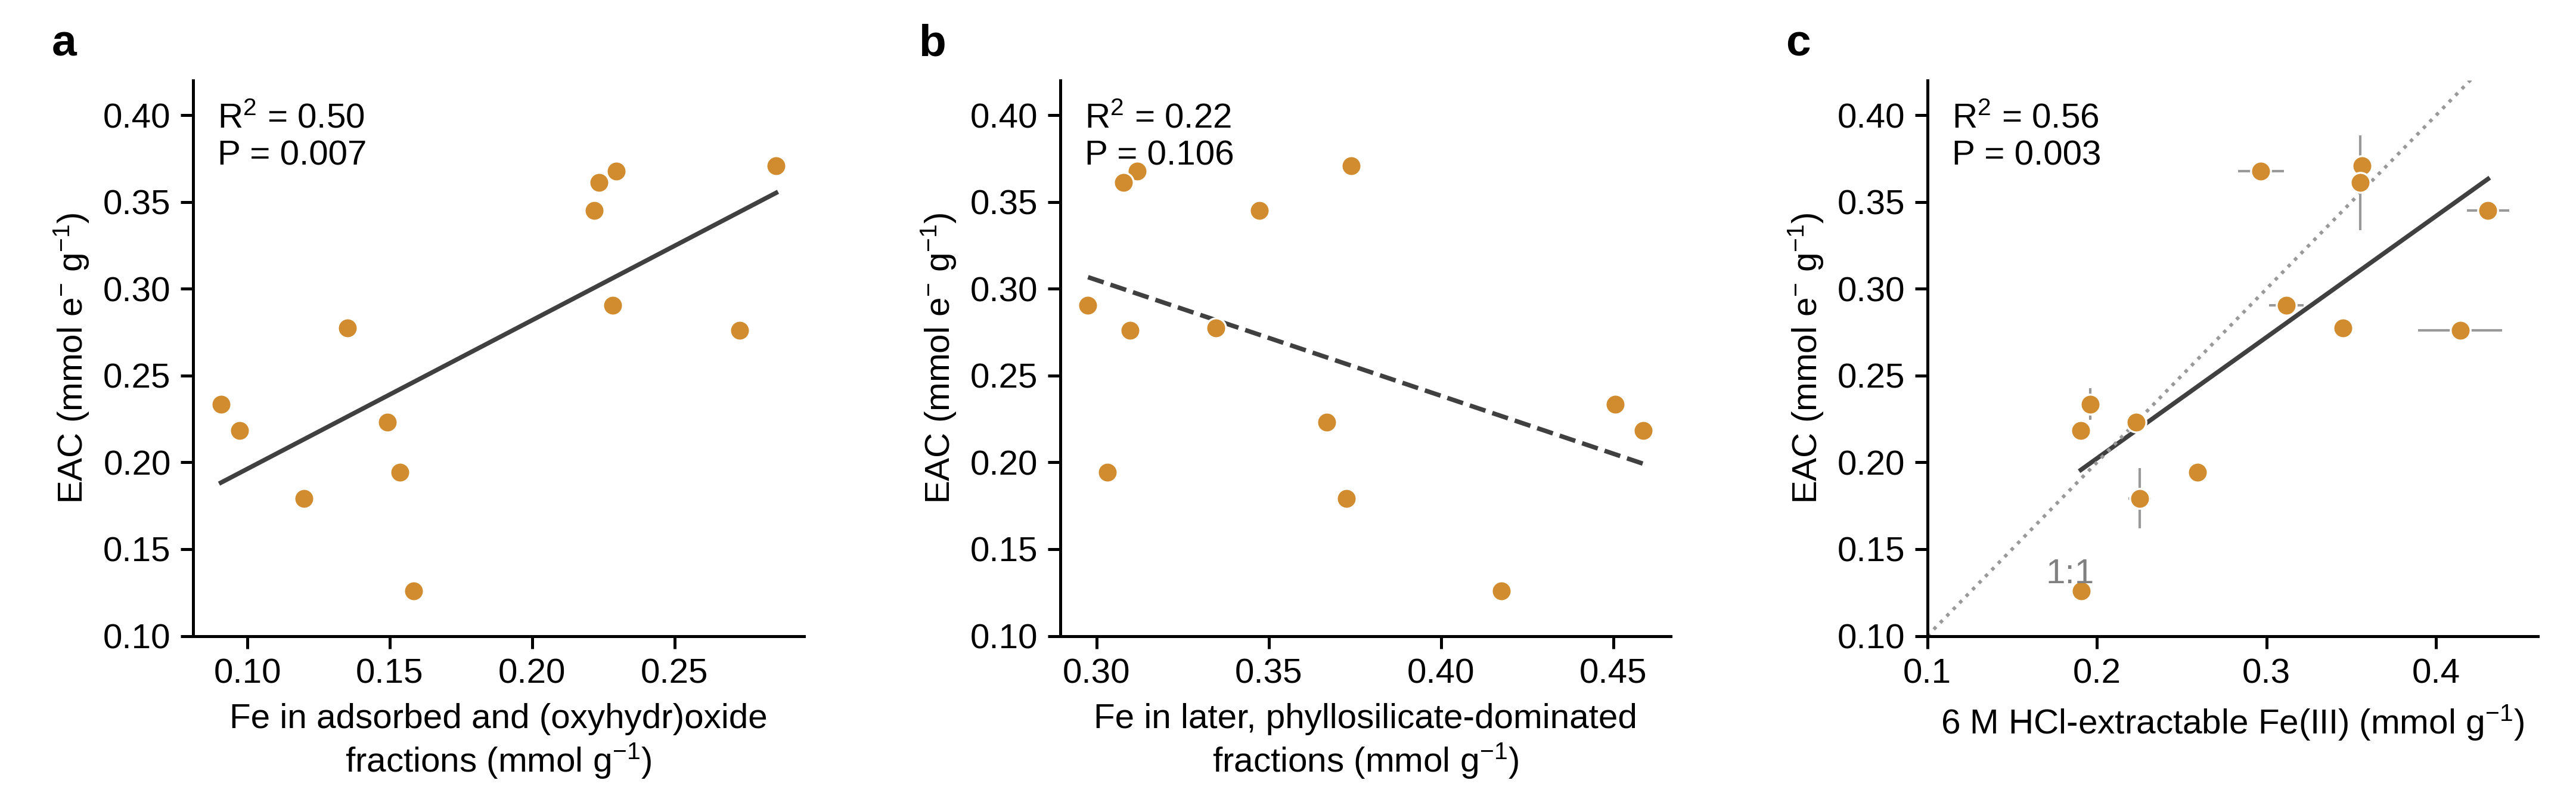 a
R² = 0.50
P = 0.007
0.40
0.35
0.30
0.25
0.20
0.15
0.10
EAC (mmol e⁻ g⁻¹)
0.10 0.15 0.20 0.25
Fe in adsorbed and (oxyhydr)oxide
fractions (mmol g⁻¹)
b
R² = 0.22
P = 0.106
0.40
0.35
0.30
0.25
0.20
0.15
0.10
EAC (mmol e⁻ g⁻¹)
0.30 0.35 0.40 0.45
Fe in later, phyllosilicate-dominated
fractions (mmol g⁻¹)
c
R² = 0.56
P = 0.003
0.40
0.35
0.30
0.25
0.20
0.15
0.10
EAC (mmol e⁻ g⁻¹)
1:1
0.1 0.2 0.3 0.4
6 M HCl-extractable Fe(III) (mmol g⁻¹)